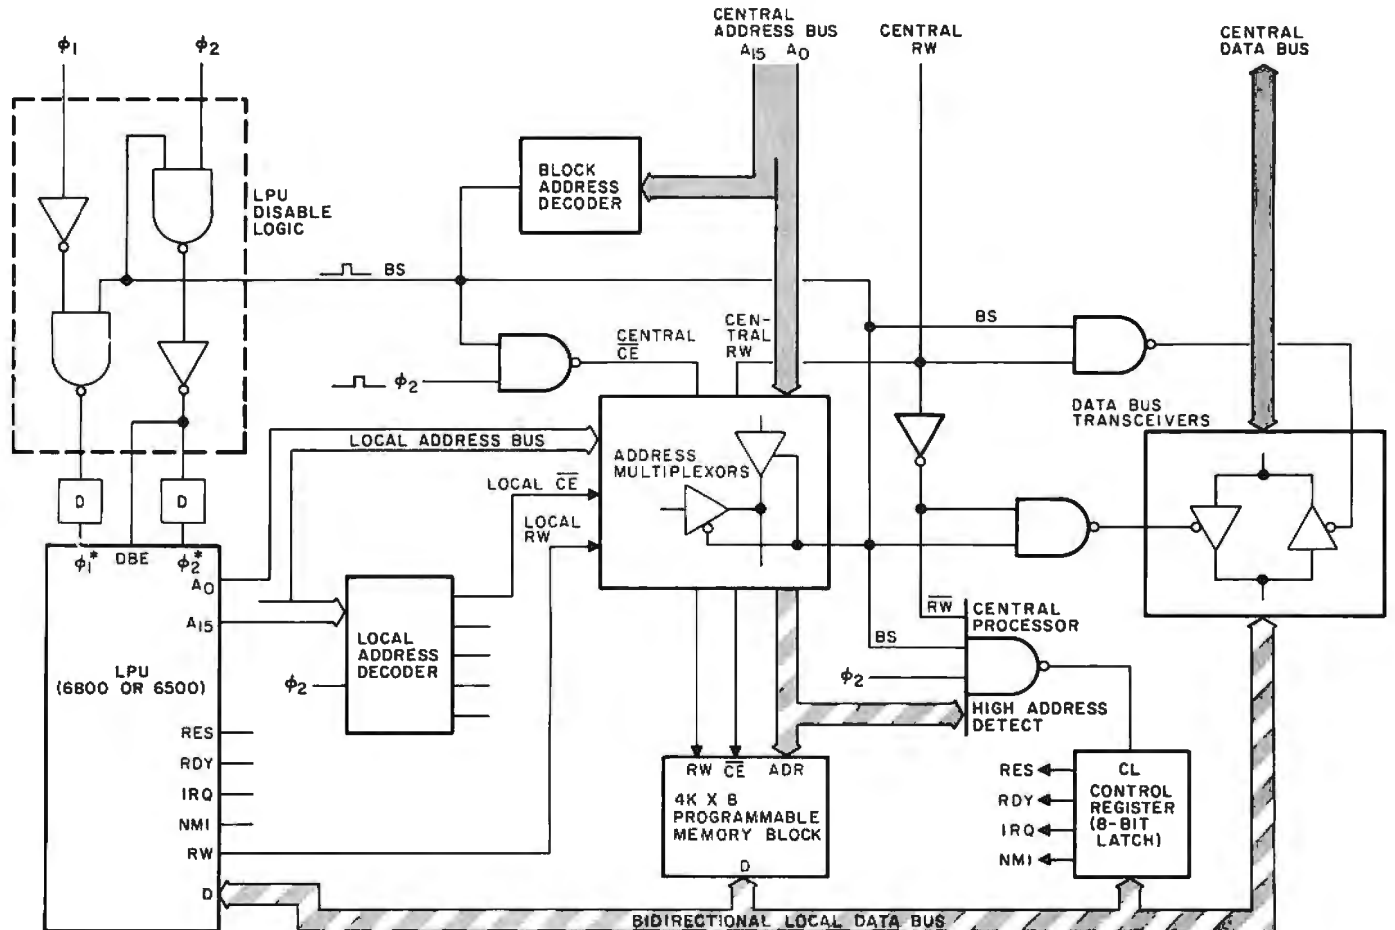 CENTRAL
ADDRESS BUS
A15 A0
CENTRAL
RW
CENTRAL
DATA BUS
ϕ1
ϕ2
LPU
DISABLE
LOGIC
BLOCK
ADDRESS
DECODER
BS
CENTRAL
CE
CEN-
TRAL
RW
BS
ϕ2
DATA BUS
TRANSCEIVERS
LOCAL ADDRESS BUS
ADDRESS
MULTIPLEXORS
LOCAL CE
LOCAL
RW
D
D
ϕ1* DBE ϕ2*
A0
A15
LPU
(6800 OR 6500)
LOCAL
ADDRESS
DECODER
ϕ2
RW
CENTRAL
PROCESSOR
BS
ϕ2
HIGH ADDRESS
DETECT
RES
RDY
IRQ
NMI
RW
D
RW CE ADR
4K X 8
PROGRAMMABLE
MEMORY BLOCK
D
RES
RDY
IRQ
NMI
CL
CONTROL
REGISTER
(8-BIT
LATCH)
BIDIRECTIONAL LOCAL DATA BUS